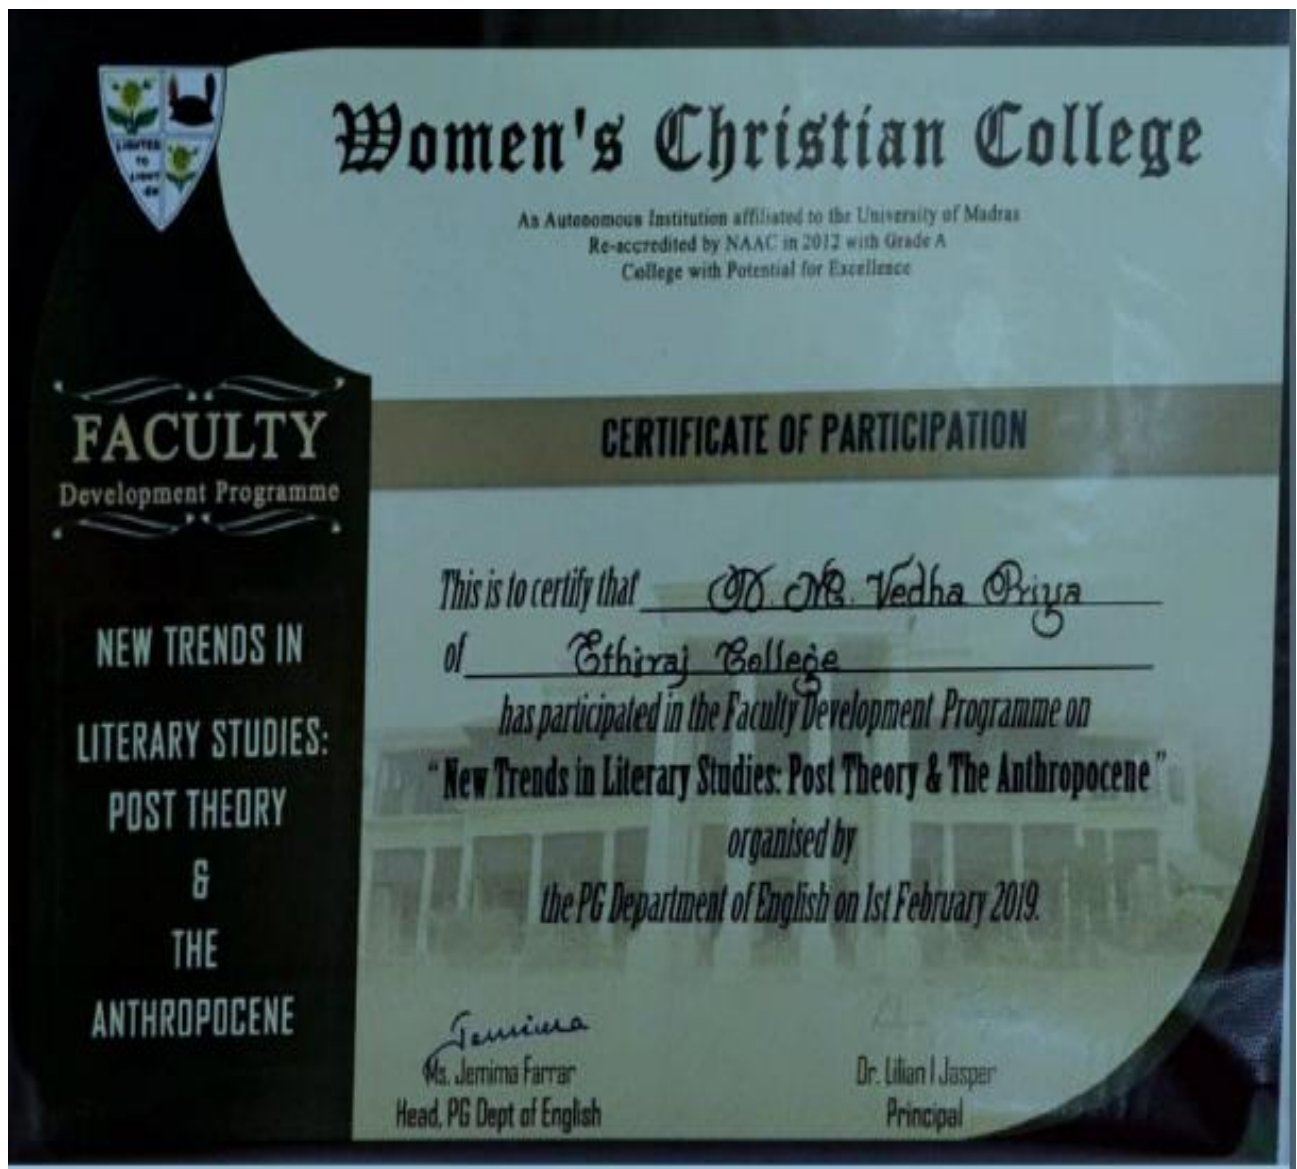 LIGHTED
TO
LIGHT
EN
Women's Christian College
An Autonomous Institution affiliated to the University of Madras
Re-accredited by NAAC in 2012 with Grade A
College with Potential for Excellence
FACULTY
Development Programme
NEW TRENDS IN
LITERARY STUDIES:
POST THEORY
&
THE
ANTHROPOCENE
CERTIFICATE OF PARTICIPATION
This is to certify that Vedha Priya
of Ethiraj College
has participated in the Faculty Development Programme on
"New Trends in Literary Studies: Post Theory & The Anthropocene"
organised by
the PG Department of English on 1st February 2019.
Jemima
Ms. Jemima Farrar
Head, PG Dept of English
Dr. Lilian I Jasper
Principal